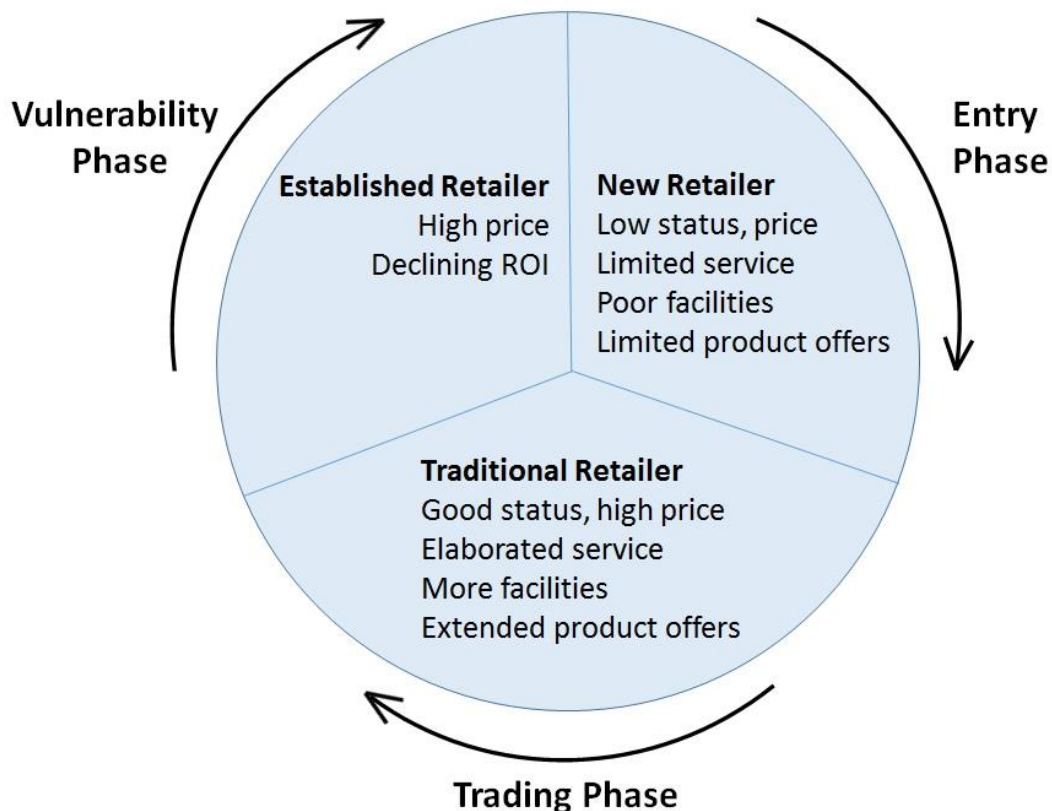 Vulnerability
Phase
Entry
Phase
Established Retailer
High price
Declining ROI
New Retailer
Low status, price
Limited service
Poor facilities
Limited product offers
Traditional Retailer
Good status, high price
Elaborated service
More facilities
Extended product offers
Trading Phase